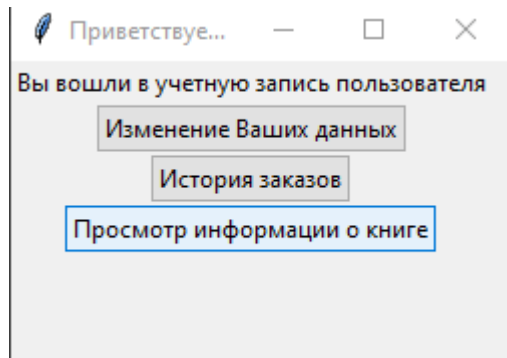 Приветствуе...
Вы вошли в учетную запись пользователя
Изменение Ваших данных
История заказов
Просмотр информации о книге